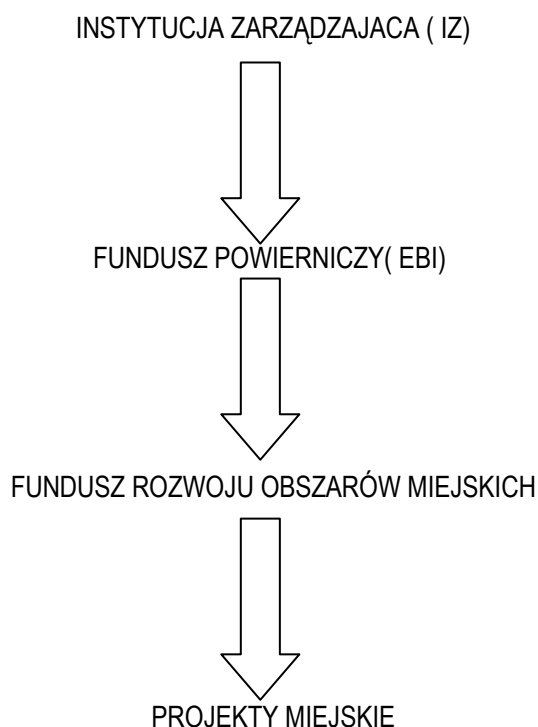 INSTYTUCJA ZARZĄDZAJACA ( IZ)
FUNDUSZ POWIERNICZY( EBI)
FUNDUSZ ROZWOJU OBSZARÓW MIEJSKICH
PROJEKTY MIEJSKIE